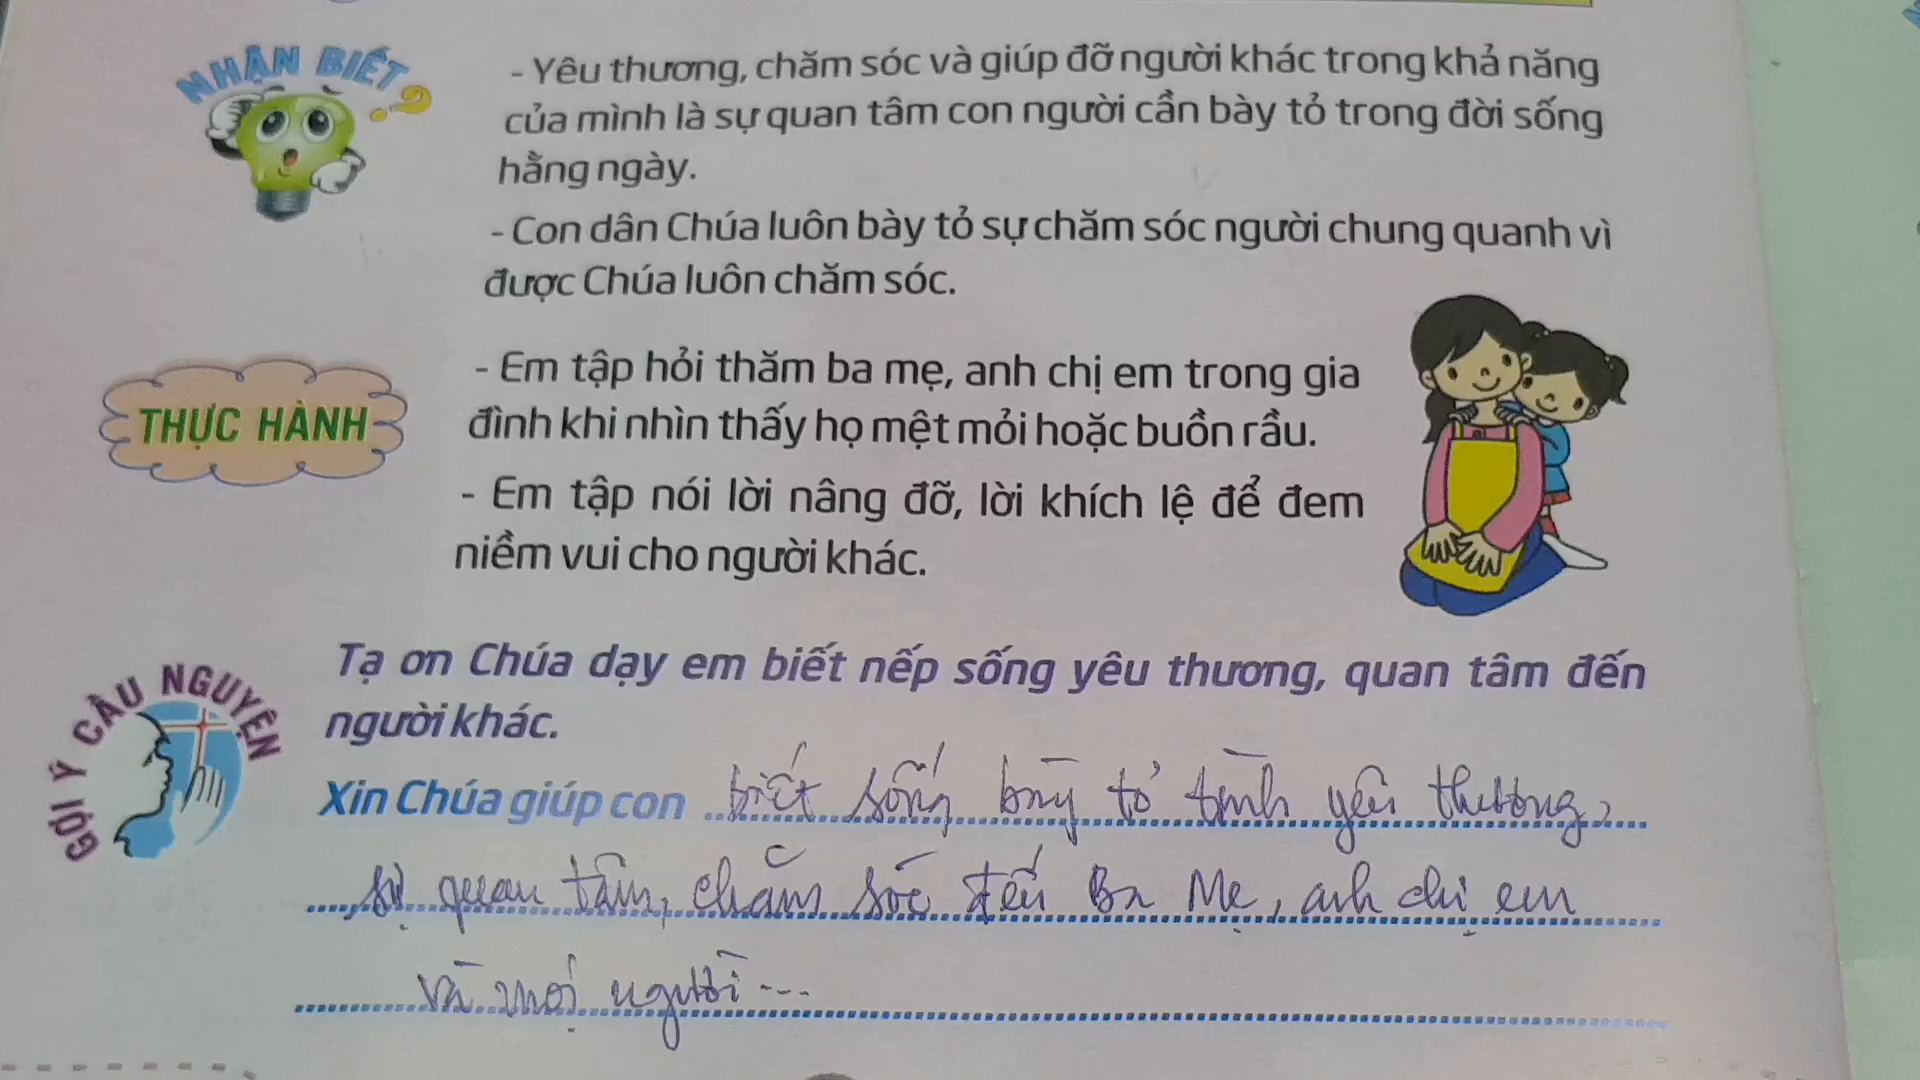 NHẬN BIẾT?
- Yêu thương, chăm sóc và giúp đỡ người khác trong khả năng
của mình là sự quan tâm con người cần bày tỏ trong đời sống
hằng ngày.
- Con dân Chúa luôn bày tỏ sự chăm sóc người chung quanh vì
được Chúa luôn chăm sóc.
THỰC HÀNH
- Em tập hỏi thăm ba mẹ, anh chị em trong gia
đình khi nhìn thấy họ mệt mỏi hoặc buồn rầu.
- Em tập nói lời nâng đỡ, lời khích lệ để đem
niềm vui cho người khác.
GỢI Ý CẦU NGUYỆN
Tạ ơn Chúa dạy em biết nếp sống yêu thương, quan tâm đến
người khác.
Xin Chúa giúp con biết sống bày tỏ tình yêu thương,
sự quan tâm, chăm sóc đến Ba Mẹ, anh chị em
và mọi người...